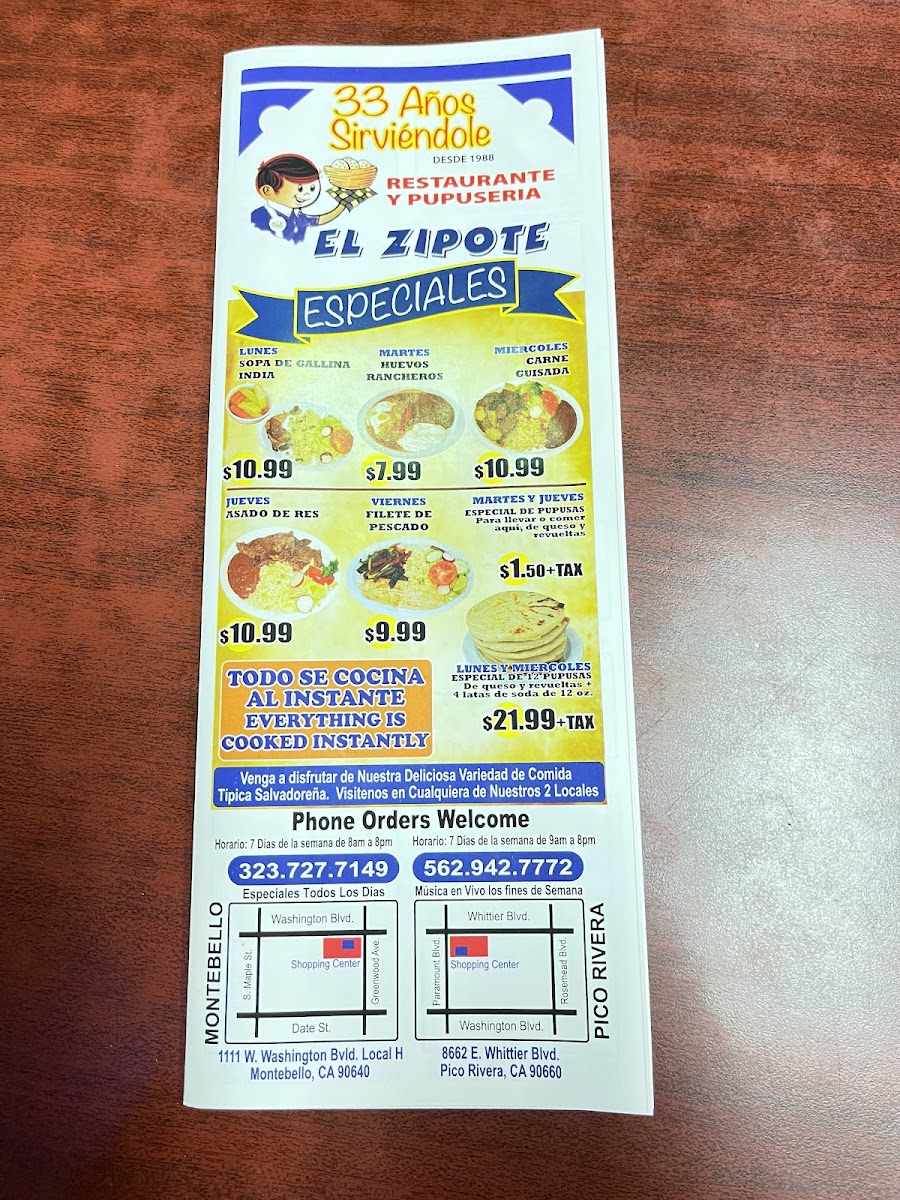 33 Años
Sirviéndole
DESDE 1988
RESTAURANTE
Y PUPUSERIA
EL ZIPOTE
ESPECIALES
LUNES
SOPA DE GALLINA
INDIA
$10.99
MARTES
HUEVOS
RANCHEROS
$7.99
MIERCOLES
CARNE
GUISADA
$10.99
JUEVES
ASADO DE RES
$10.99
VIERNES
FILETE DE
PESCADO
$9.99
MARTES Y JUEVES
ESPECIAL DE PUPUSAS
Para llevar o comer
aquí, de queso y
revueltas
$1.50+TAX
LUNES Y MIERCOLES
ESPECIAL DE 12 PUPUSAS
De queso y revueltas +
4 latas de soda de 12 oz.
$21.99+TAX
TODO SE COCINA
AL INSTANTE
EVERYTHING IS
COOKED INSTANTLY
Venga a disfrutar de Nuestra Deliciosa Variedad de Comida
Típica Salvadoreña. Visitenos en Cualquiera de Nuestros 2 Locales
Phone Orders Welcome
Horario: 7 Días de la semana de 8am a 8pm
323.727.7149
Especiales Todos Los Días
MONTEBELLO
Washington Blvd.
S. Maple St.
Shopping Center
Greenwood Ave.
Date St.
1111 W. Washington Bvld. Local H
Montebello, CA 90640
Horario: 7 Dias de la semana de 9am a 8pm
562.942.7772
Música en Vivo los fines de Semana
Whittier Blvd.
Paramount Blvd.
Shopping Center
Rosemead Blvd.
Washington Blvd.
PICO RIVERA
8662 E. Whittier Blvd.
Pico Rivera, CA 90660